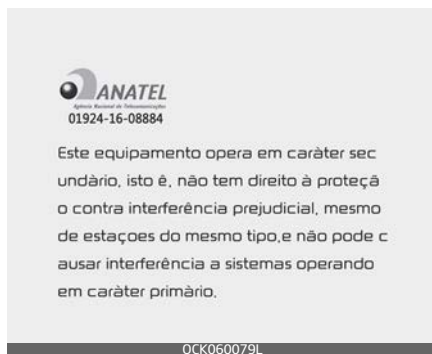 ANATEL
Agência Nacional de Telecomunicações
01924-16-08884
Este equipamento opera em caràter sec
undàrio, isto ê, não tem direito à proteçã
o contra interferência prejudicial, mesmo
de estaçoes do mesmo tipo,e não pode c
ausar interferência a sistemas operando
em caràter primàrio.
OCK060079L